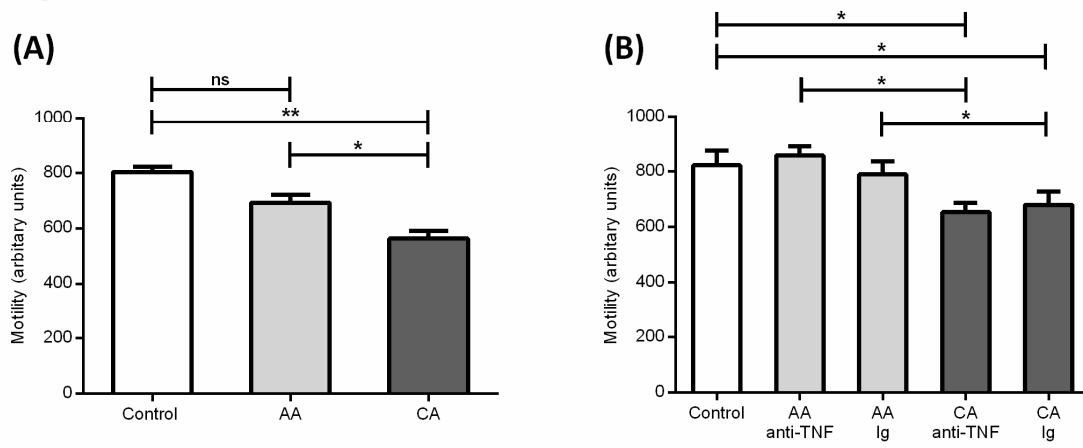 (A)
ns
**
*
1000
800
600
400
200
0
Motility (arbitary units)
Control
AA
CA
(B)
*
*
*
*
1000
800
600
400
200
0
Motility (arbitary units)
Control
AA
anti-TNF
AA
Ig
CA
anti-TNF
CA
Ig